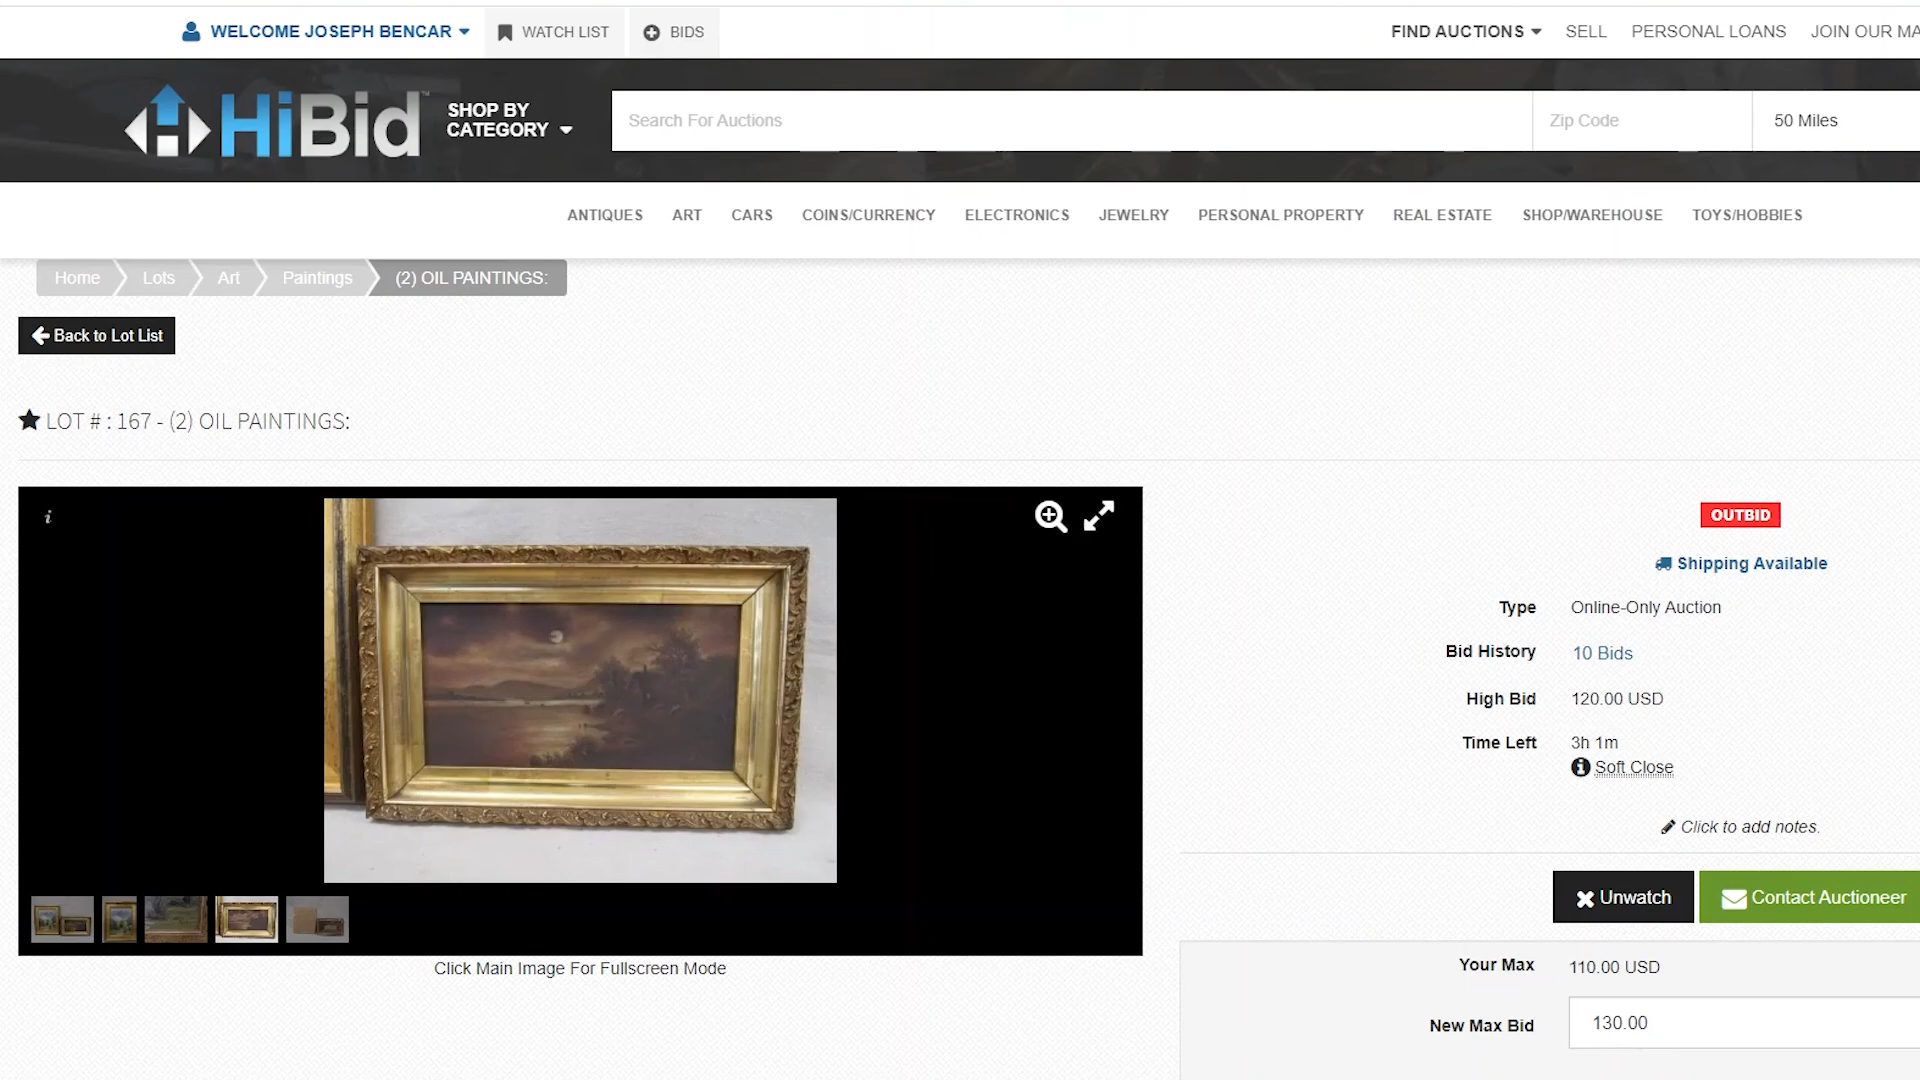 WELCOME JOSEPH BENCAR
WATCH LIST
BIDS
FIND AUCTIONS
SELL
PERSONAL LOANS
JOIN OUR MA
HiBid™
SHOP BY
CATEGORY
Search For Auctions
Zip Code
50 Miles
ANTIQUES
ART
CARS
COINS/CURRENCY
ELECTRONICS
JEWELRY
PERSONAL PROPERTY
REAL ESTATE
SHOP/WAREHOUSE
TOYS/HOBBIES
Home
Lots
Art
Paintings
(2) OIL PAINTINGS:
Back to Lot List
LOT # : 167 - (2) OIL PAINTINGS:
i
OUTBID
Shipping Available
Type Online-Only Auction
Bid History 10 Bids
High Bid 120.00 USD
Time Left 3h 1m
Soft Close
Click to add notes.
Unwatch
Contact Auctioneer
Click Main Image For Fullscreen Mode
Your Max 110.00 USD
New Max Bid 130.00